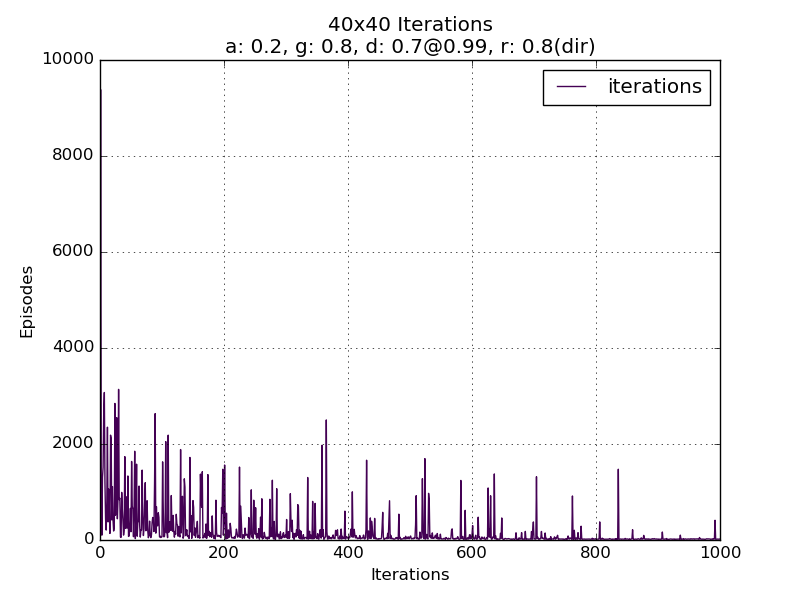 40x40 Iterations
a: 0.2, g: 0.8, d: 0.7@0.99, r: 0.8(dir)
iterations
10000
8000
6000
4000
2000
0
Episodes
0 200 400 600 800 1000
Iterations